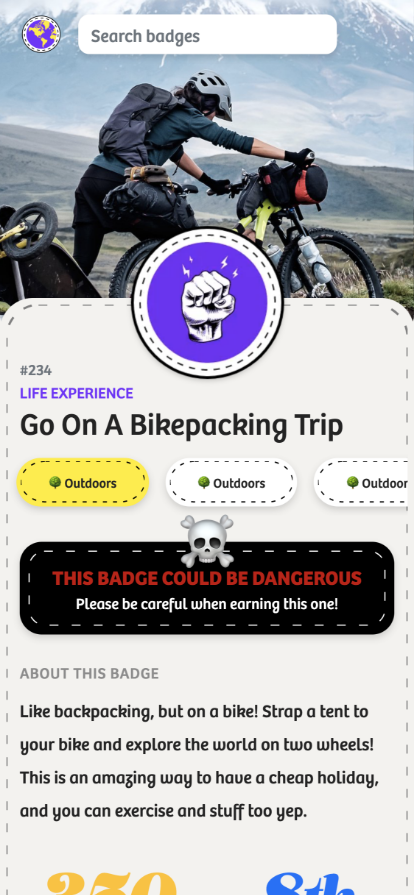 Search badges
#234
LIFE EXPERIENCE
Go On A Bikepacking Trip
Outdoors
Outdoors
Outdoor
THIS BADGE COULD BE DANGEROUS
Please be careful when earning this one!
ABOUT THIS BADGE
Like backpacking, but on a bike! Strap a tent to
your bike and explore the world on two wheels!
This is an amazing way to have a cheap holiday,
and you can exercise and stuff too yep.
350
8th